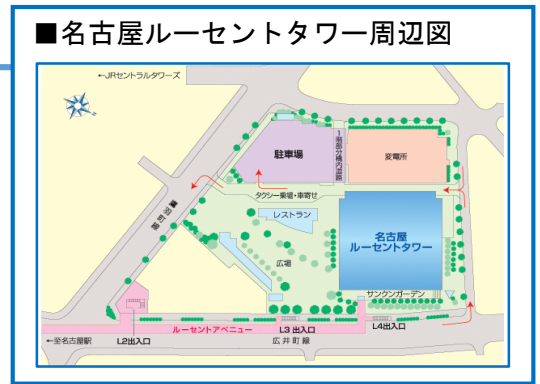 ■名古屋ルーセントタワー周辺図
←JRセントラルタワーズ
駐車場
1階部分構内道路
変電所
タクシー乗場・車寄せ
レストラン
名古屋
ルーセントタワー
広場
羽町線
サンクンガーデン
ルーセントアベニュー
L2出入口
L3 出入口
L4出入口
←至名古屋駅
広井町線